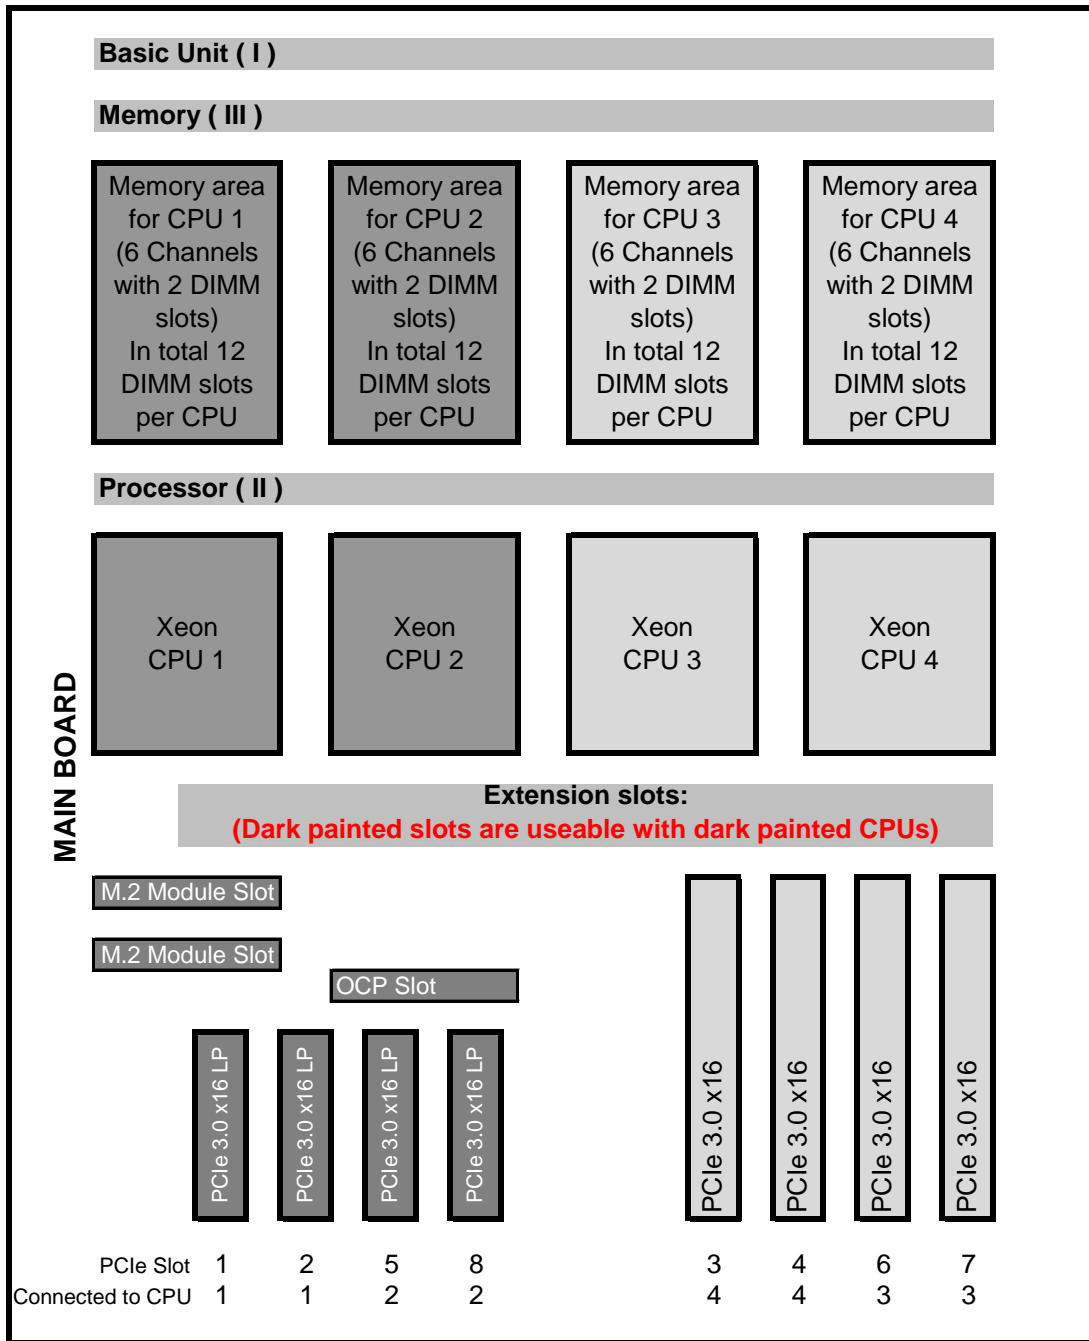 Basic Unit ( I )
Memory ( III )
Memory area
for CPU 1
(6 Channels
with 2 DIMM
slots)
In total 12
DIMM slots
per CPU
Memory area
for CPU 2
(6 Channels
with 2 DIMM
slots)
In total 12
DIMM slots
per CPU
Memory area
for CPU 3
(6 Channels
with 2 DIMM
slots)
In total 12
DIMM slots
per CPU
Memory area
for CPU 4
(6 Channels
with 2 DIMM
slots)
In total 12
DIMM slots
per CPU
Processor ( II )
Xeon
CPU 1
Xeon
CPU 2
Xeon
CPU 3
Xeon
CPU 4
MAIN BOARD
Extension slots:
(Dark painted slots are useable with dark painted CPUs)
M.2 Module Slot
M.2 Module Slot
OCP Slot
PCIe 3.0 x16 LP
PCIe 3.0 x16 LP
PCIe 3.0 x16 LP
PCIe 3.0 x16 LP
PCIe 3.0 x16
PCIe 3.0 x16
PCIe 3.0 x16
PCIe 3.0 x16
PCIe Slot 1 2 5 8 3 4 6 7
Connected to CPU 1 1 2 2 4 4 3 3